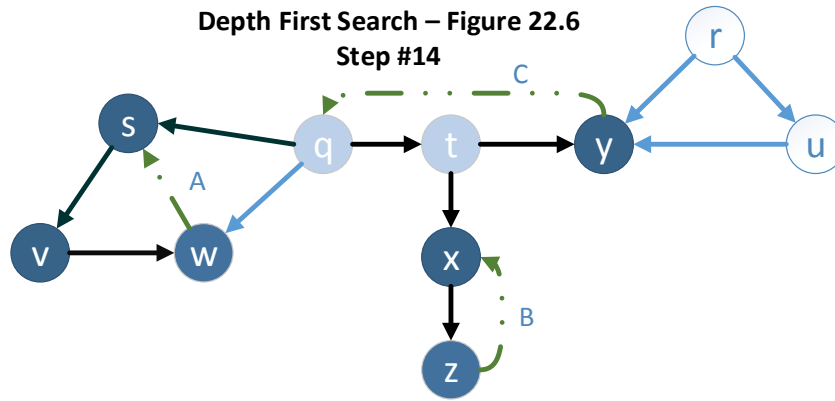 Depth First Search – Figure 22.6
Step #14
r
C
s
q
t
y
u
A
v
w
x
B
z